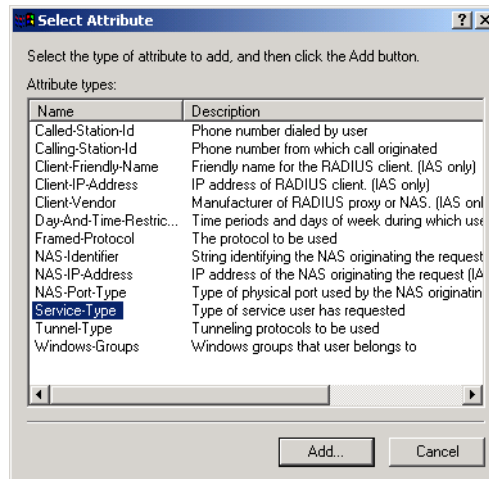 Select Attribute
Select the type of attribute to add, and then click the Add button.
Attribute types:
Name Description
Called-Station-Id Phone number dialed by user
Calling-Station-Id Phone number from which call originated
Client-Friendly-Name Friendly name for the RADIUS client. (IAS only)
Client-IP-Address IP address of RADIUS client. (IAS only)
Client-Vendor Manufacturer of RADIUS proxy or NAS. (IAS onl
Day-And-Time-Restric... Time periods and days of week during which use
Framed-Protocol The protocol to be used
NAS-Identifier String identifying the NAS originating the request
NAS-IP-Address IP address of the NAS originating the request (IA
NAS-Port-Type Type of physical port used by the NAS originatin
Service-Type Type of service user has requested
Tunnel-Type Tunneling protocols to be used
Windows-Groups Windows groups that user belongs to
Add... Cancel